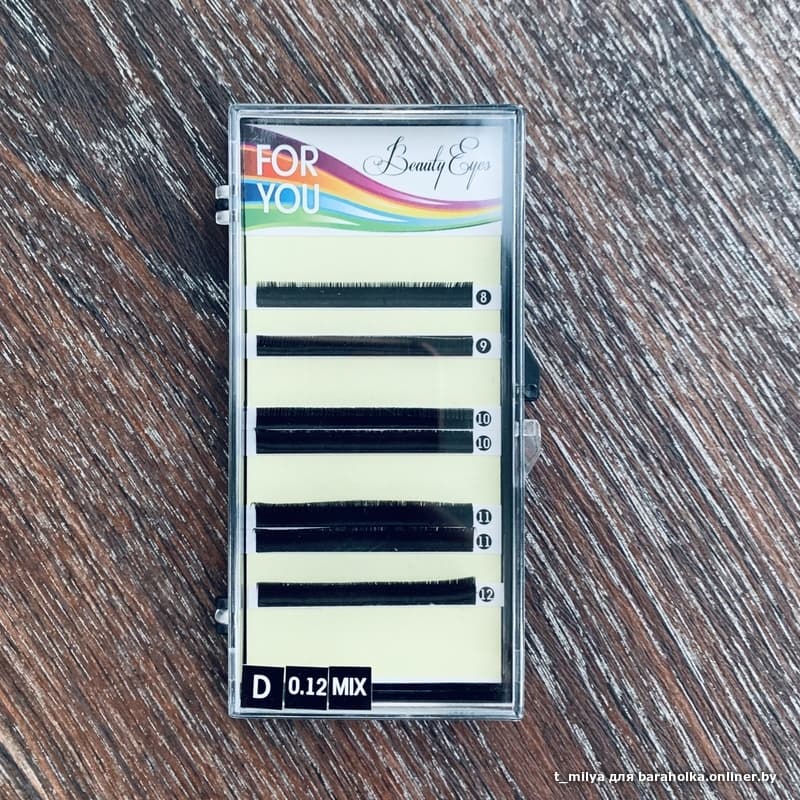 FOR
YOU
Beauty Eyes
8
9
10
10
11
11
12
D 0.12 MIX
t_milya для baraholka.onliner.by